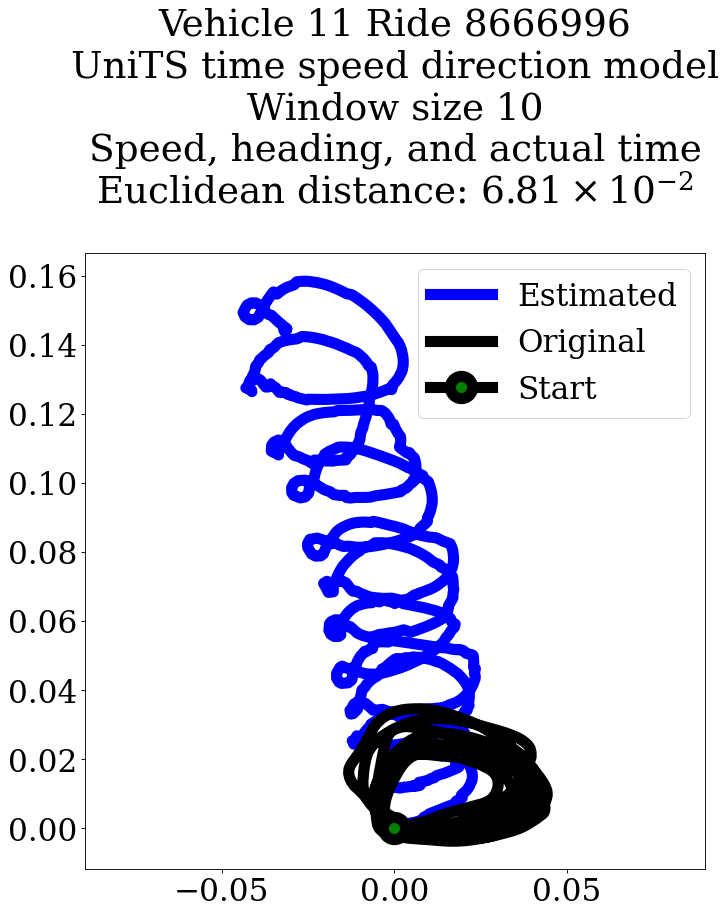 Vehicle 11 Ride 8666996
UniTS time speed direction model
Window size 10
Speed, heading, and actual time
Euclidean distance: 6.81 × 10⁻²
Estimated
Original
Start
0.16
0.14
0.12
0.10
0.08
0.06
0.04
0.02
0.00
−0.05 0.00 0.05